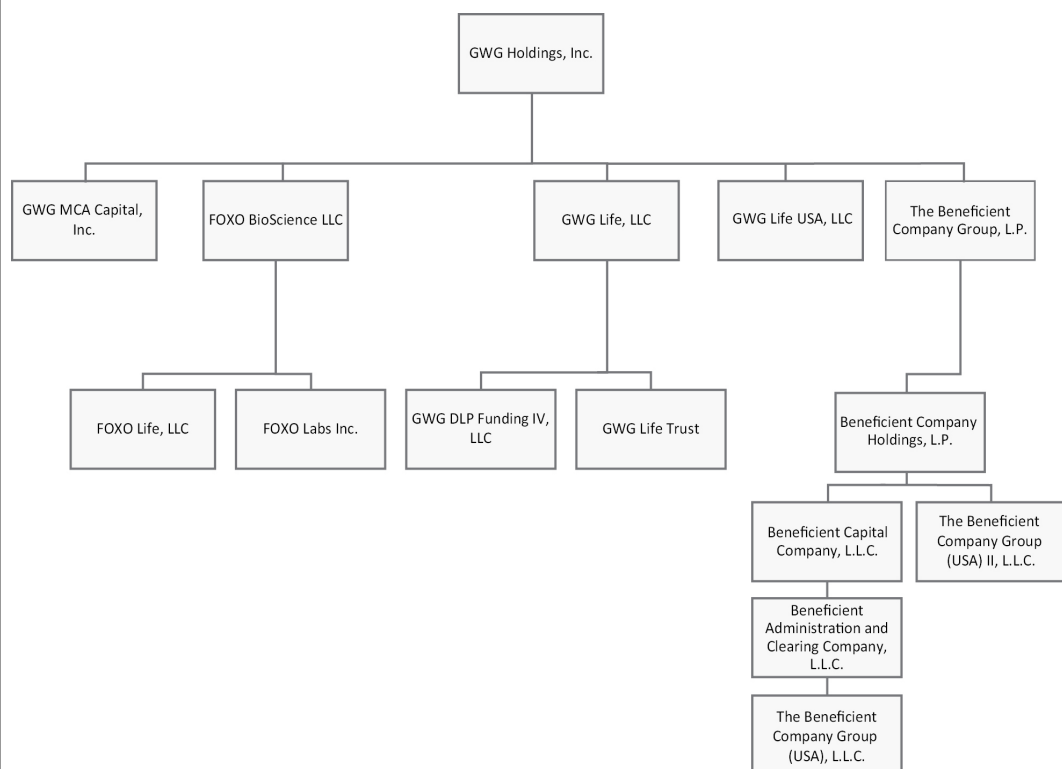 GWG Holdings, Inc.
GWG MCA Capital,
Inc.
FOXO BioScience LLC
GWG Life, LLC
GWG Life USA, LLC
The Beneficient
Company Group, L.P.
FOXO Life, LLC
FOXO Labs Inc.
GWG DLP Funding IV,
LLC
GWG Life Trust
Beneficient Company
Holdings, L.P.
Beneficient Capital
Company, L.L.C.
The Beneficient
Company Group
(USA) II, L.L.C.
Beneficient
Administration and
Clearing Company,
L.L.C.
The Beneficient
Company Group
(USA), L.L.C.